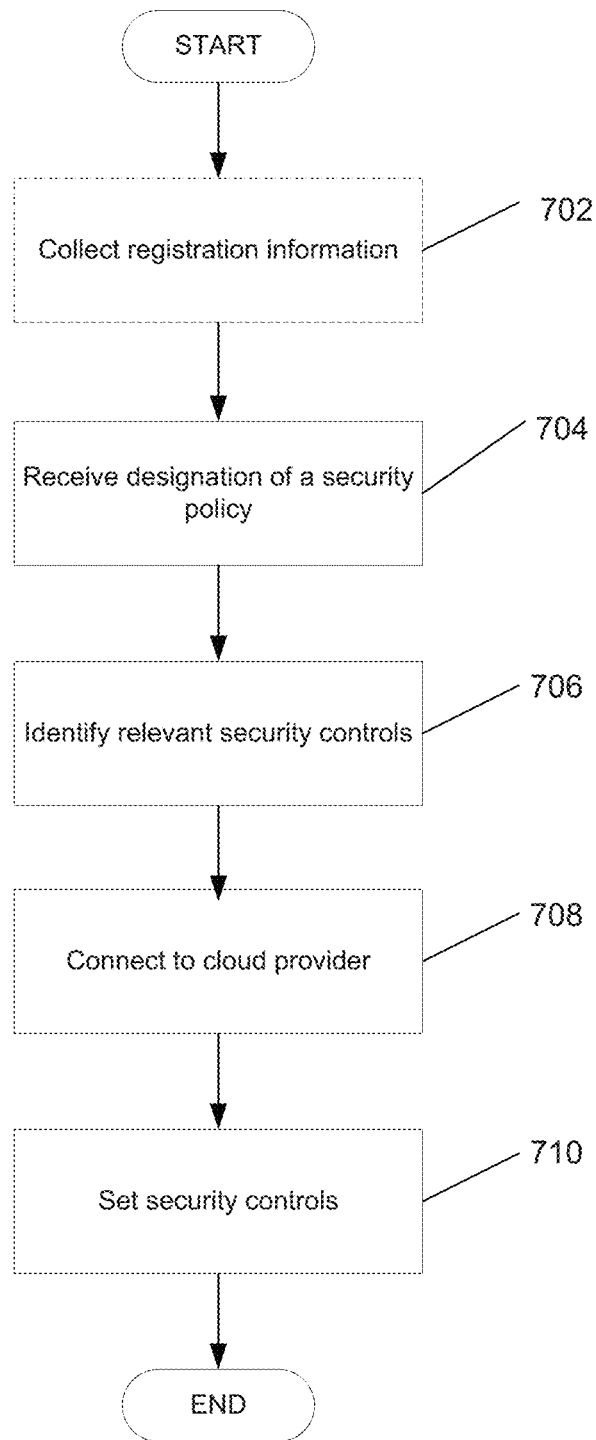 START
702
Collect registration information
704
Receive designation of a security
policy
706
Identify relevant security controls
708
Connect to cloud provider
710
Set security controls
END